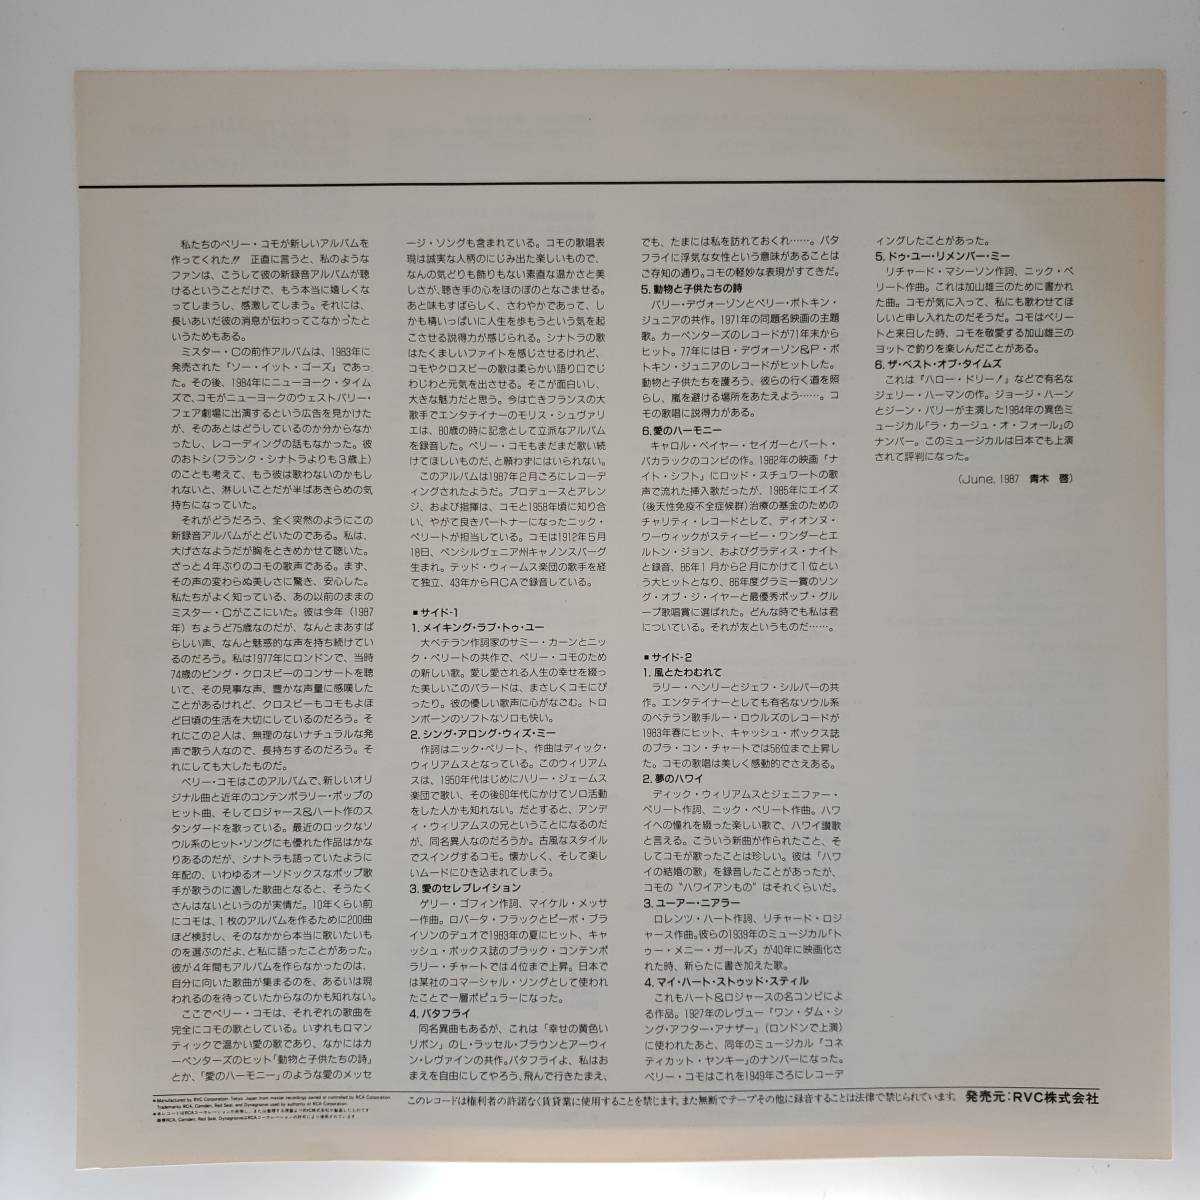 私たちのペリー・コモが新しいアルバムを
作ってくれた!! 正直に言うと、私のような
ファンは、こうして彼の新録音アルバムが聴
けるということだけで、もう本当に嬉しくな
ってしまうし、感激してしまう。それには、
長いあいだ彼の消息が伝わってこなかったと
いうためもある。
ミスター・Cの前作アルバムは、1983年に
発売された『ソー・イット・ゴーズ』であっ
た。その後、1984年にニューヨーク・タイム
ズで、コモがニューヨークのウェストバリー・
フェア劇場に出演するという広告を見かけた
が、そのあとはどうしているのか分からなか
ったし、レコーディングの話もなかった。彼
のおトシ(フランク・シナトラよりも3歳上)
のことも考えて、もう彼は歌わないのかもし
れないと、淋しいことだが半ばあきらめの気
持ちになっていた。
それがどうだろう、全く突然のようにこの
新録音アルバムがとどいたのである。私は、
大げさなようだが胸をときめかせて聴いた。
ざっと4年ぶりのコモの歌声である。まず、
その声の変わらぬ美しさに驚き、安心した。
私たちがよく知っている、あの以前のままの
ミスター・Cがここにいた。彼は今年(1987
年)ちょうど75歳なのだが、なんとまあすば
らしい声、なんと魅惑的な声を持ち続けてい
るのだろう。私は1977年にロンドンで、当時
74歳のビング・クロスビーのコンサートを聴
いて、その見事な声、豊かな声量に感嘆した
ことがあるけれど、クロスビーもコモもよほ
ど日頃の生活を大切にしているのだろう。そ
れにこの2人は、無理のないナチュラルな発
声で歌う人なので、長持ちするのだろう。そ
れにしても大したものだ。
ペリー・コモはこのアルバムで、新しいオリ
ジナル曲と近年のコンテンポラリー・ポップの
ヒット曲、そしてロジャース&ハート作のス
タンダードを歌っている。最近のロックなソ
ウル系のヒット・ソングにも優れた作品はかな
りあるのだが、シナトラも語っていたように
年配の、いわゆるオーソドックスなポップ歌
手が歌うのに適した歌曲となると、そうたく
さんはないというのが実情だ。10年くらい前
にコモは、1枚のアルバムを作るために200曲
ほど検討し、そのなかから本当に歌いたいも
のを選ぶのだよ、と私に語ったことがあった。
彼が4年間もアルバムを作らなかったのは、
自分に向いた歌曲が集まるのを、あるいは現
われるのを待っていたからなのかも知れない。
ここでペリー・コモは、それぞれの歌曲を
完全にコモの歌としている。いずれもロマン
ティックで温かい愛の歌であり、なかにはカ
ーペンターズのヒット「動物と子供たちの詩」
とか、「愛のハーモニー」のような愛のメッセ
ージ・ソングも含まれている。コモの歌唱表
現は誠実な人柄のにじみ出た楽しいもので、
なんの気どりも飾りもない素直な温かさと美
しさが、聴き手の心をほのぼのとなごませる。
あと味もすばらしく、さわやかであって、し
かも精いっぱいに人生を歩もうという気を起
こさせる説得力が感じられる。シナトラの歌
はたくましいファイトを感じさせるけれど、
コモやクロスビーの歌は柔らかい語り口でじ
わじわと元気を出させる。そこが面白いし、
大きな魅力だと思う。今は亡きフランスの大
歌手でエンタテイナーのモリス・シュヴァリ
エは、80歳の時に記念として立派なアルバム
を録音した。ペリー・コモもまだまだ歌い続
けてほしいものだ、と願わずにはいられない。
このアルバムは1987年2月ごろにレコーデ
ィングされたようだ。プロデュースとアレン
ジ、および指揮は、コモと1958年頃に知り合
い、やがて良きパートナーになったニック・
ペリートが担当している。コモは1912年5月
18日、ペンシルヴェニア州キャノンスバーグ
生まれ。テッド・ウィームス楽団の歌手を経
て独立、43年からRCAで録音している。
■サイド-1
1. メイキング・ラブ・トゥ・ユー
大ベテラン作詞家のサミー・カーンとニッ
ク・ペリートの共作で、ペリー・コモのため
の新しい歌。愛し愛される人生の幸せを綴っ
た美しいこのバラードは、まさしくコモにぴ
ったり。彼の優しい歌声に心がなごむ。トロ
ンボーンのソフトなソロも快い。
2. シング・アロング・ウィズ・ミー
作詞はニック・ペリート、作曲はディック・
ウィリアムスとなっている。このウィリアム
スは、1950年代はじめにハリー・ジェームス
楽団で歌い、その後60年代にかけてソロ活動
をした人かも知れない。だとすると、アンデ
ィ・ウィリアムスの兄ということになるのだ
が、同名異人なのだろうか。古風なスタイル
でスイングするコモ。懐かしく、そして楽し
いムードにひき込まれてしまう。
3. 愛のセレブレイション
ゲリー・ゴフィン作詞、マイケル・メッサ
ー作曲。ロバータ・フラックとピーボ・ブラ
イソンのデュオで1983年の夏にヒット、キャ
ッシュ・ボックス誌のブラック・コンテンポ
ラリー・チャートでは4位まで上昇。日本で
は某社のコマーシャル・ソングとして使われ
たことで一層ポピュラーになった。
4. バタフライ
同名異曲もあるが、これは「幸せの黄色い
リボン」のL・ラッセル・ブラウンとアーウィ
ン・レヴァインの共作。バタフライよ、私はお
まえを自由にしてやろう、飛んで行きたまえ、
でも、たまには私を訪れておくれ……。バタ
フライに浮気な女性という意味があることは
ご存知の通り。コモの軽妙な表現がすてきだ。
5. 動物と子供たちの詩
バリー・デヴォーゾンとペリー・ボトキン・
ジュニアの共作。1971年の同題名映画の主題
歌。カーペンターズのレコードが71年末から
ヒット。77年にはB・デヴォーゾン&P・ボ
トキン・ジュニアのレコードがヒットした。
動物と子供たちを護ろう、彼らの行く道を照
らし、嵐を避ける場所をあたえよう……。コ
モの歌唱に説得力がある。
6. 愛のハーモニー
キャロル・ベイヤー・セイガーとバート・
バカラックのコンビの作。1982年の映画『ナ
イト・シフト』にロッド・スチュワートの歌
声で流れた挿入歌だったが、1985年にエイズ
(後天性免疫不全症候群)治療の基金のための
チャリティ・レコードとして、ディオンヌ・
ワーウィックがスティービー・ワンダーとエ
ルトン・ジョン、およびグラディス・ナイト
と録音、86年1月から2月にかけて1位とい
う大ヒットとなり、86年度グラミー賞のソン
グ・オブ・ジ・イヤーと最優秀ポップ・グル
ープ歌唱賞に選ばれた。どんな時でも私は君
についている。それが友というものだ……。
■サイド-2
1. 風とたわむれて
ラリー・ヘンリーとジェフ・シルバーの共
作。エンタテイナーとしても有名なソウル系
のベテラン歌手ルー・ロウルズのレコードが
1983年春にヒット、キャッシュ・ボックス誌
のブラ・コン・チャートでは56位まで上昇し
た。コモの歌唱は美しく感動的でさえある。
2. 夢のハワイ
ディック・ウィリアムスとジェニファー・
ペリート作詞、ニック・ペリート作曲。ハワ
イへの憧れを綴った楽しい歌で、ハワイ讃歌
と言える。こういう新曲が作られたこと、そ
してコモが歌ったことは珍しい。彼は「ハワ
イの結婚の歌」を録音したことがあったが、
コモの“ハワイアンもの”はそれくらいだ。
3. ユーアー・ニアラー
ロレンツ・ハート作詞、リチャード・ロジ
ャース作曲。彼らの1939年のミュージカル『ト
ゥー・メニー・ガールズ』が40年に映画化さ
れた時、新らたに書き加えた歌。
4. マイ・ハート・ストゥッド・スティル
これもハート&ロジャースの名コンビによ
る作品。1927年のレヴュー『ワン・ダム・シ
ング・アフター・アナザー』(ロンドンで上演)
に使われたあと、同年のミュージカル『コネ
ティカット・ヤンキー』のナンバーになった。
ペリー・コモはこれを1949年ごろにレコーデ
ィングしたことがあった。
5. ドゥ・ユー・リメンバー・ミー
リチャード・マシーソン作詞、ニック・ペ
リート作曲。これは加山雄三のために書かれ
た曲。コモが気に入って、私にも歌わせてほ
しいと申し入れたのだそうだ。コモはペリー
トと来日した時、コモを敬愛する加山雄三の
ヨットで釣りを楽しんだことがある。
6. ザ・ベスト・オブ・タイムズ
これは『ハロー・ドリー!』などで有名な
ジェリー・ハーマンの作。ジョージ・ハーン
とジーン・バリーが主演した1984年の異色ミ
ュージカル『ラ・カージュ・オ・フォール』の
ナンバー。このミュージカルは日本でも上演
されて評判になった。
(June. 1987 青木 啓)
●Manufactured by RVC Corporation, Tokyo, Japan from master recordings owned or controlled by RCA Corporation.
Trademarks RCA, Camden, Red Seal, and Dynagroove used by authority of RCA Corporation.
このレコードは権利者の許諾なく賃貸業に使用することを禁じます。また無断でテープその他に録音することは法律で禁じられています。 発売元:RVC株式会社